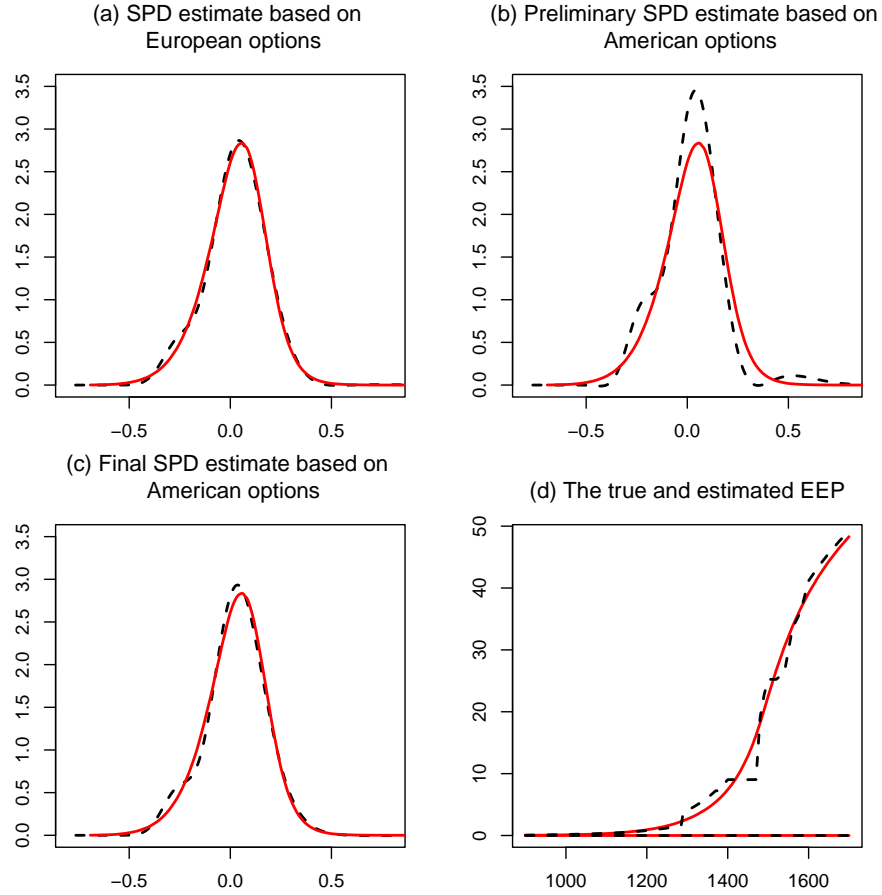 (a) SPD estimate based on
European options
3.5
3.0
2.5
2.0
1.5
1.0
0.5
0.0
−0.5 0.0 0.5
(b) Preliminary SPD estimate based on
American options
3.5
3.0
2.5
2.0
1.5
1.0
0.5
0.0
−0.5 0.0 0.5
(c) Final SPD estimate based on
American options
3.5
3.0
2.5
2.0
1.5
1.0
0.5
0.0
−0.5 0.0 0.5
(d) The true and estimated EEP
50
40
30
20
10
0
1000 1200 1400 1600